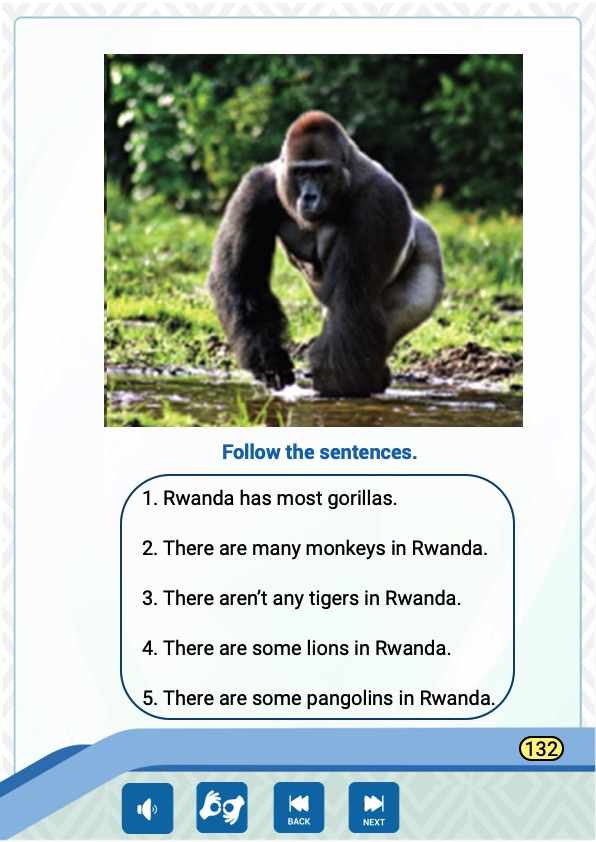 Follow the sentences.
1. Rwanda has most gorillas.
2. There are many monkeys in Rwanda.
3. There aren’t any tigers in Rwanda.
4. There are some lions in Rwanda.
5. There are some pangolins in Rwanda.
132
BACK
NEXT